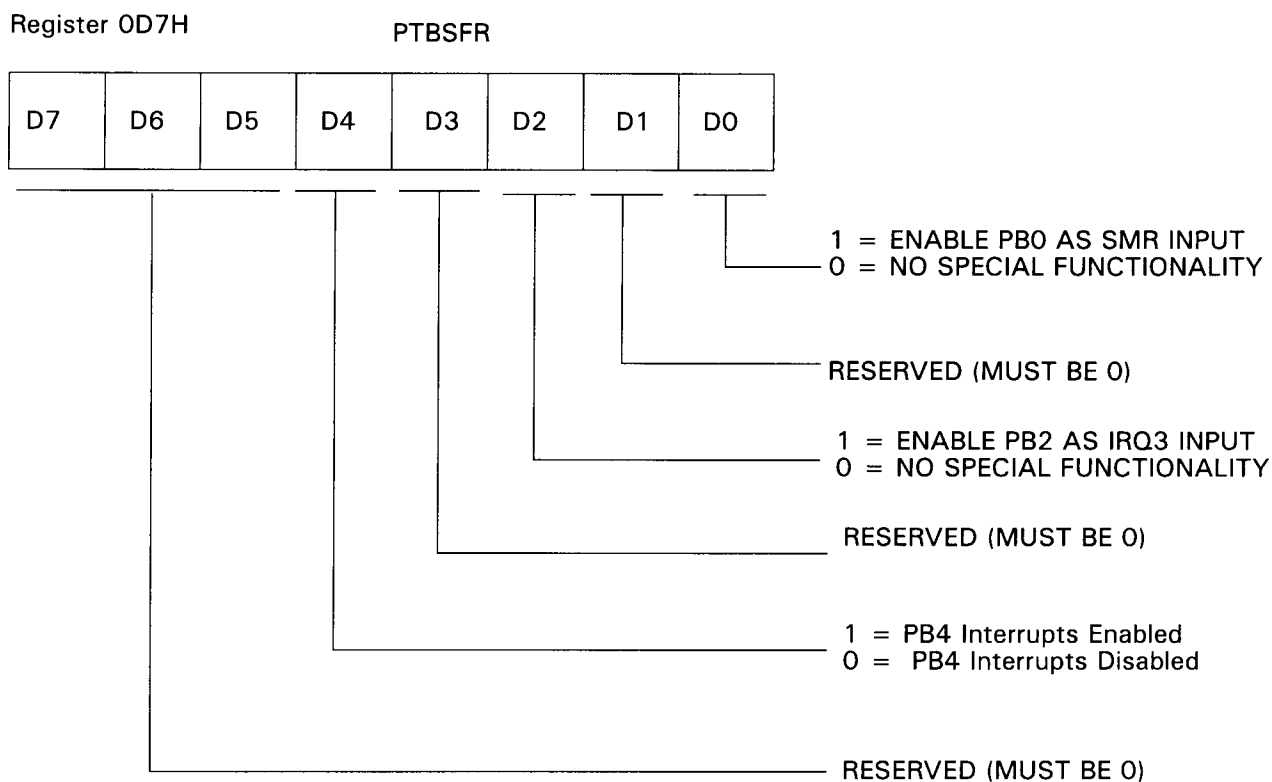 Register 0D7H
PTBSFR
D7 D6 D5 D4 D3 D2 D1 D0
1 = ENABLE PB0 AS SMR INPUT
0 = NO SPECIAL FUNCTIONALITY
RESERVED (MUST BE 0)
1 = ENABLE PB2 AS IRQ3 INPUT
0 = NO SPECIAL FUNCTIONALITY
RESERVED (MUST BE 0)
1 = PB4 Interrupts Enabled
0 = PB4 Interrupts Disabled
RESERVED (MUST BE 0)